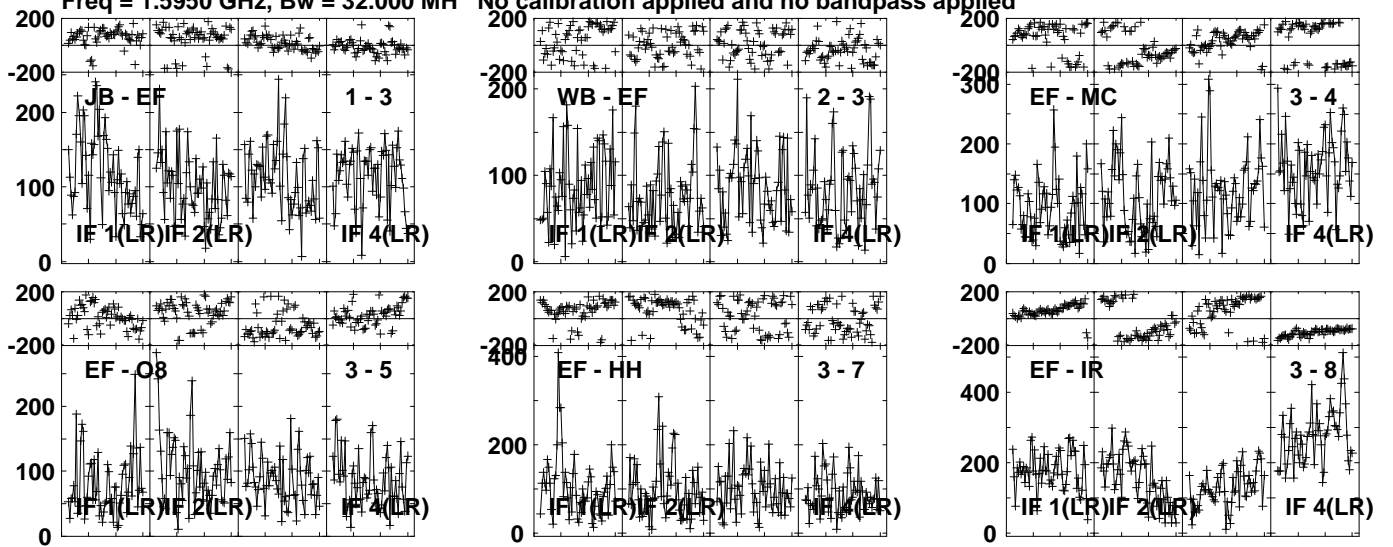 Freq = 1.5950 GHz, Bw = 32.000 MH No calibration applied and no bandpass applied
200 200 200
-200 -200 -200
JB - EF 1 - 3 WB - EF 2 - 3 EF - MC 3 - 4
200 200 300
200
100 100 100
IF 1(LR) IF 2(LR) IF 4(LR) IF 1(LR) IF 2(LR) IF 4(LR) IF 1(LR) IF 2(LR) IF 4(LR)
0 0 0
200 200 200
-200 -200 -200
EF - O8 3 - 5 EF - HH 3 - 7 EF - IR 3 - 8
200 400 400
100 200 200
IF 1(LR) IF 2(LR) IF 4(LR) IF 1(LR) IF 2(LR) IF 4(LR) IF 1(LR) IF 2(LR) IF 4(LR)
0 0 0